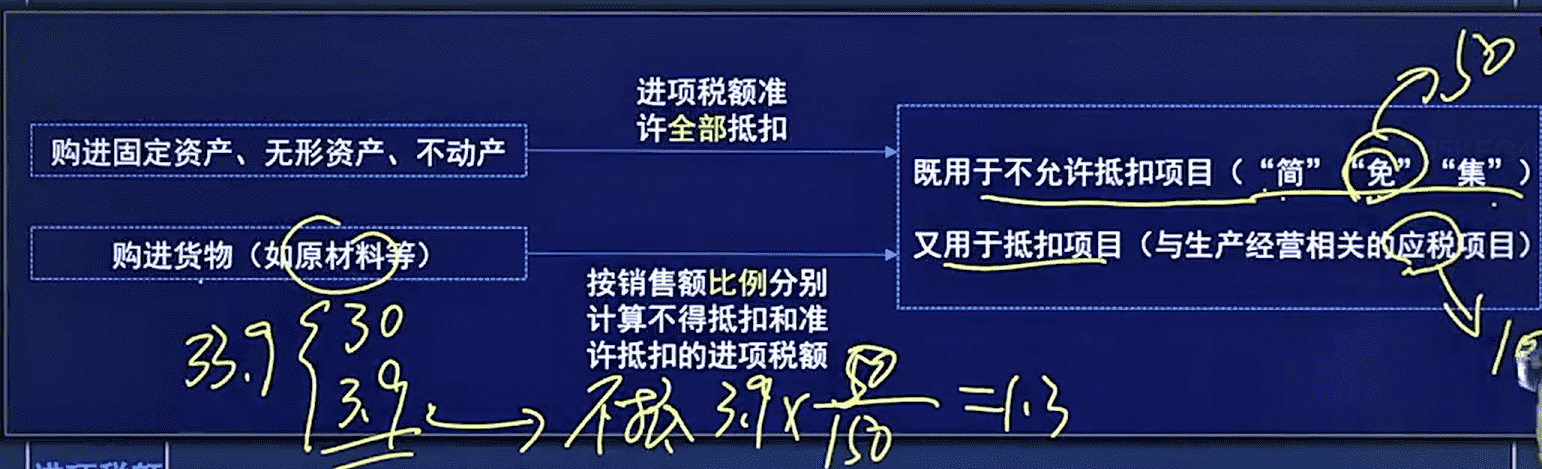 50
进项税额准
许全部抵扣
购进固定资产、无形资产、不动产
既用于不允许抵扣项目（“简”“免”“集”）
购进货物（如原材料等）
又用于抵扣项目（与生产经营相关的应税项目）
按销售额比例分别
计算不得抵扣和准
许抵扣的进项税额
33.9 { 30
3.9 → 不抵 3.9 × 50/150 = 1.3
进项税额